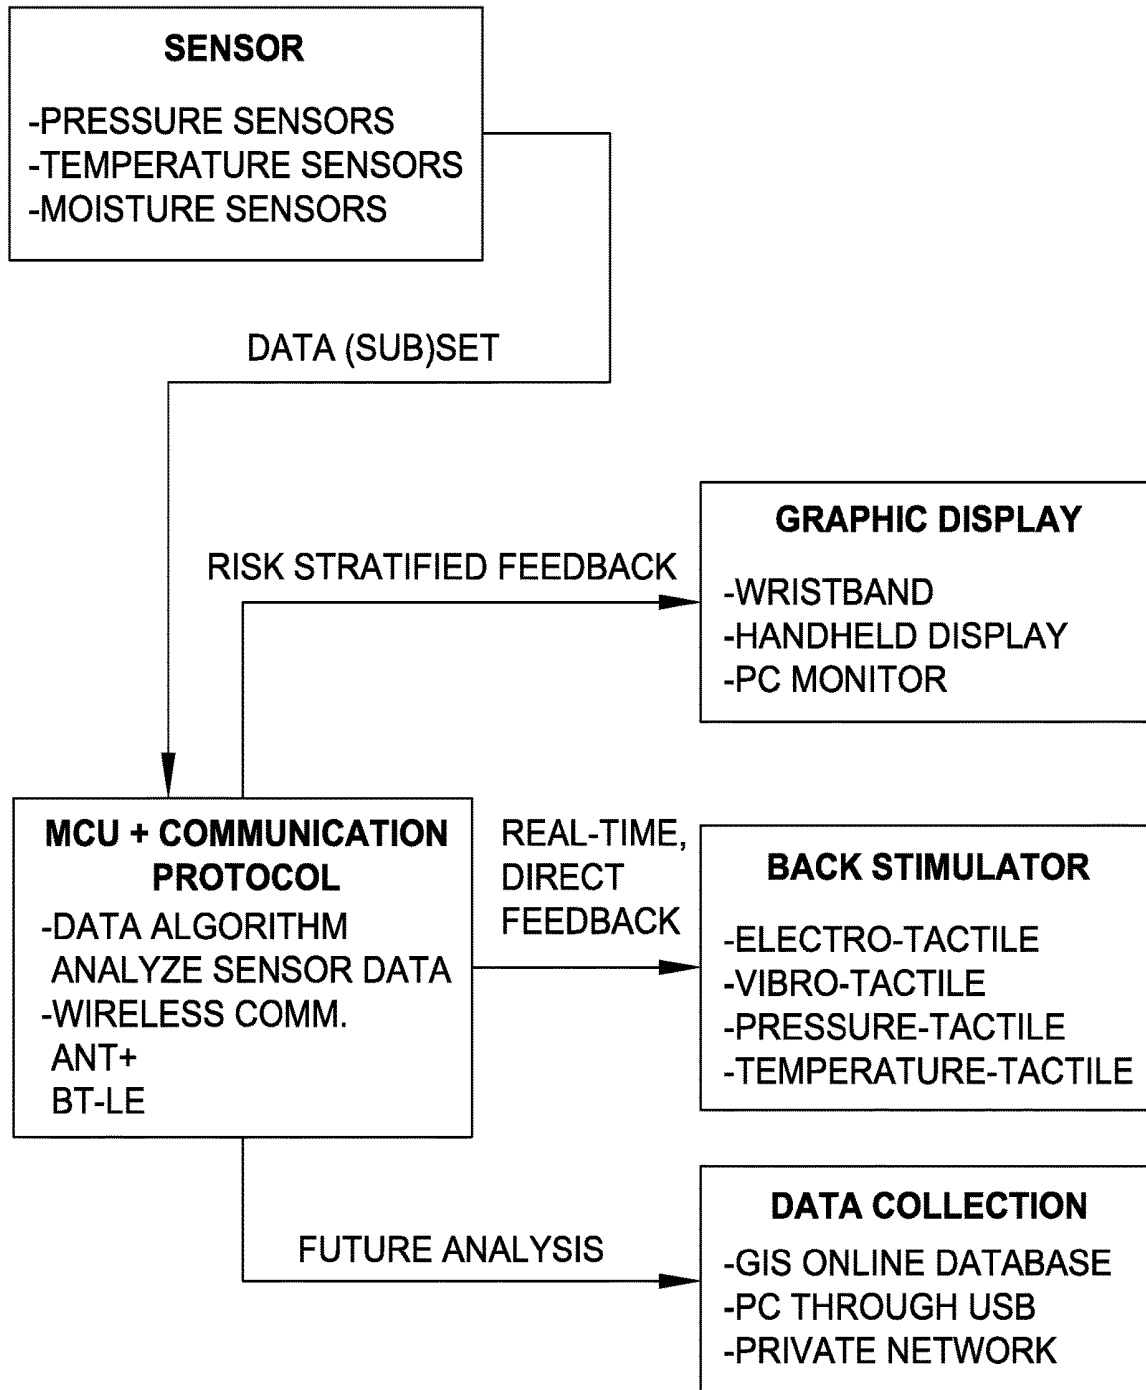 SENSOR
-PRESSURE SENSORS
-TEMPERATURE SENSORS
-MOISTURE SENSORS
DATA (SUB)SET
RISK STRATIFIED FEEDBACK
GRAPHIC DISPLAY
-WRISTBAND
-HANDHELD DISPLAY
-PC MONITOR
MCU + COMMUNICATION
PROTOCOL
-DATA ALGORITHM
ANALYZE SENSOR DATA
-WIRELESS COMM.
ANT+
BT-LE
REAL-TIME,
DIRECT
FEEDBACK
BACK STIMULATOR
-ELECTRO-TACTILE
-VIBRO-TACTILE
-PRESSURE-TACTILE
-TEMPERATURE-TACTILE
FUTURE ANALYSIS
DATA COLLECTION
-GIS ONLINE DATABASE
-PC THROUGH USB
-PRIVATE NETWORK